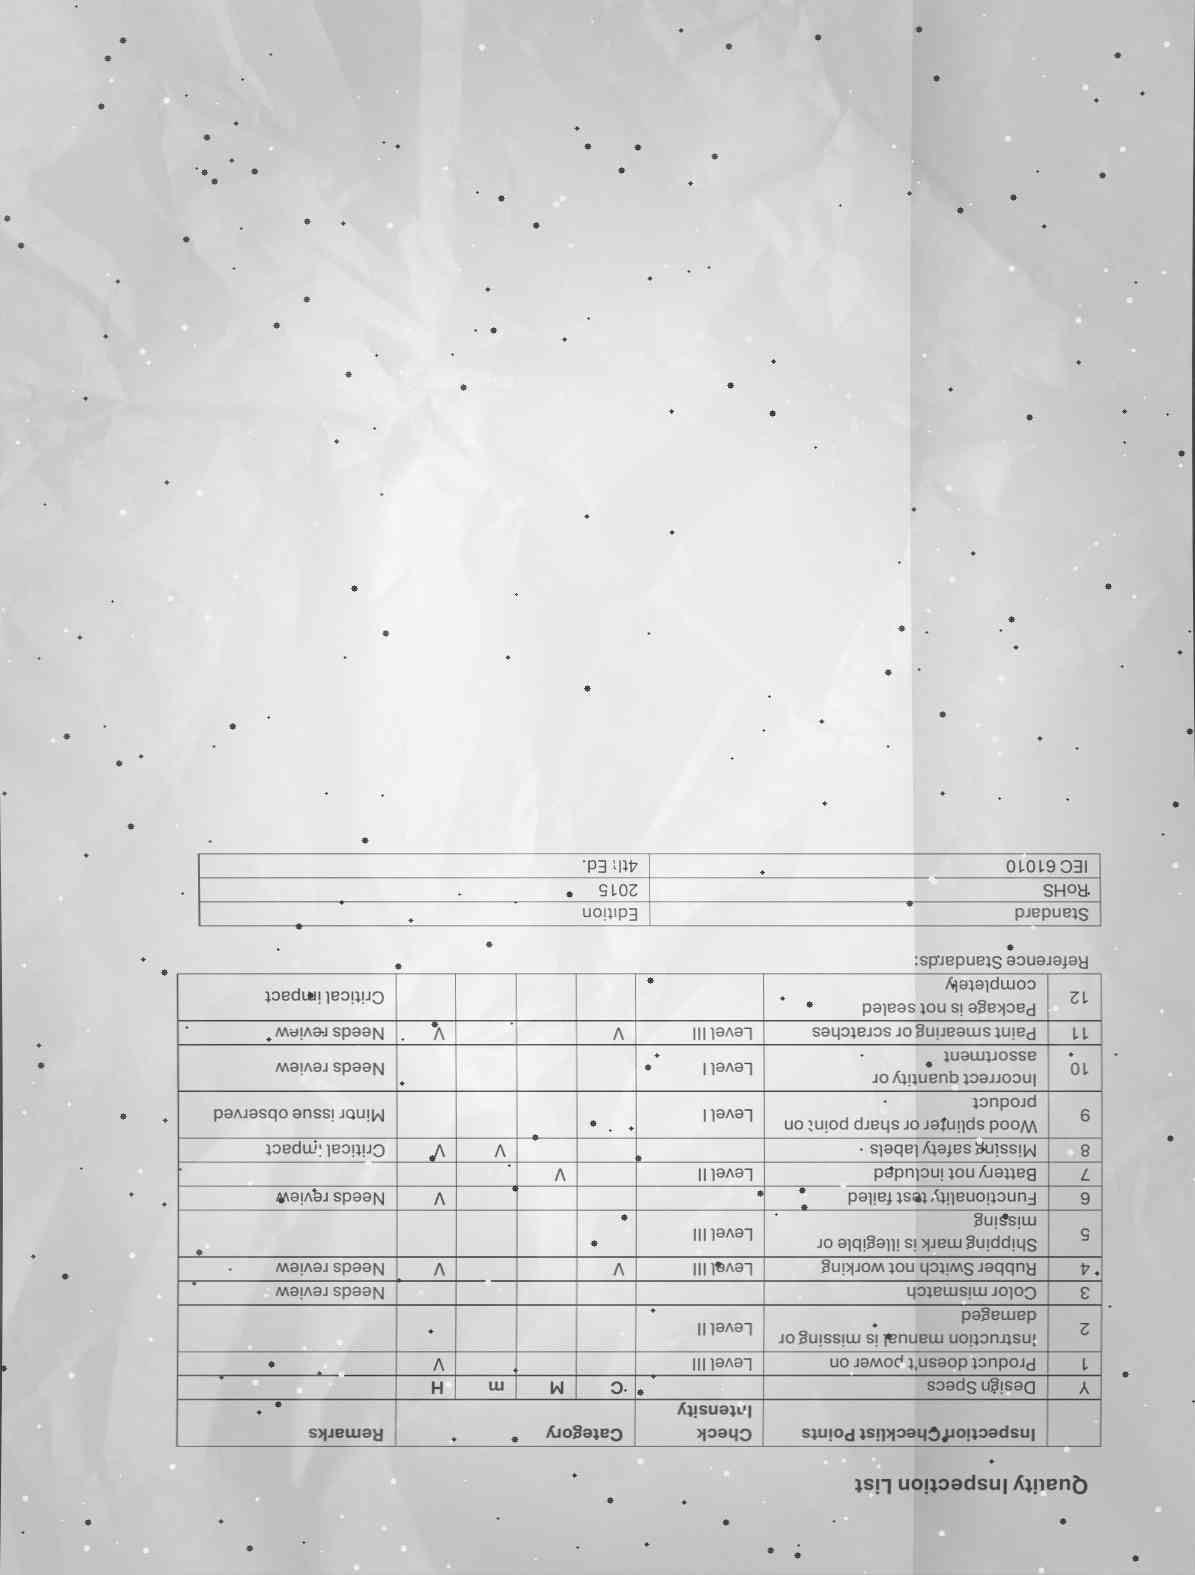 Quality Inspection List
Inspection Checklist Points Check Intensity Category Remarks
Y Design Specs C M m H
1 Product doesn't power on Level III V
2 instruction manual is missing or damaged Level II
3 Color mismatch Needs review
4 Rubber Switch not working Level III V V Needs review
5 Shipping mark is illegible or missing Level III
6 Functionality test failed V Needs review
7 Battery not included Level II V
8 Missing safety labels V V Critical impact
9 Wood splinter or sharp point on product Level I Minor issue observed
10 Incorrect quantity or assortment Level I Needs review
11 Paint smearing or scratches Level III V V Needs review
12 Package is not sealed completely Critical impact
Reference Standards:
Standard Edition
RoHS 2015
IEC 61010 4th Ed.